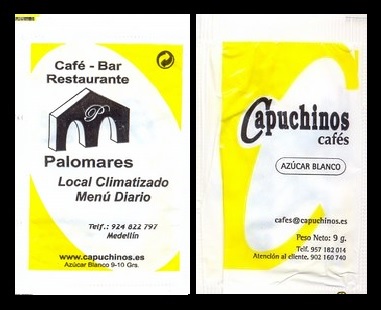 Café - Bar
Restaurante
P
Palomares
Local Climatizado
Menú Diario
Telf.: 924 822 797
Medellín
www.capuchinos.es
Azúcar Blanco 9-10 Grs.
Capuchinos
cafés
AZÚCAR BLANCO
cafes@capuchinos.es
Peso Neto: 9 g.
Telf. 957 182 014
Atención al cliente. 902 160 740